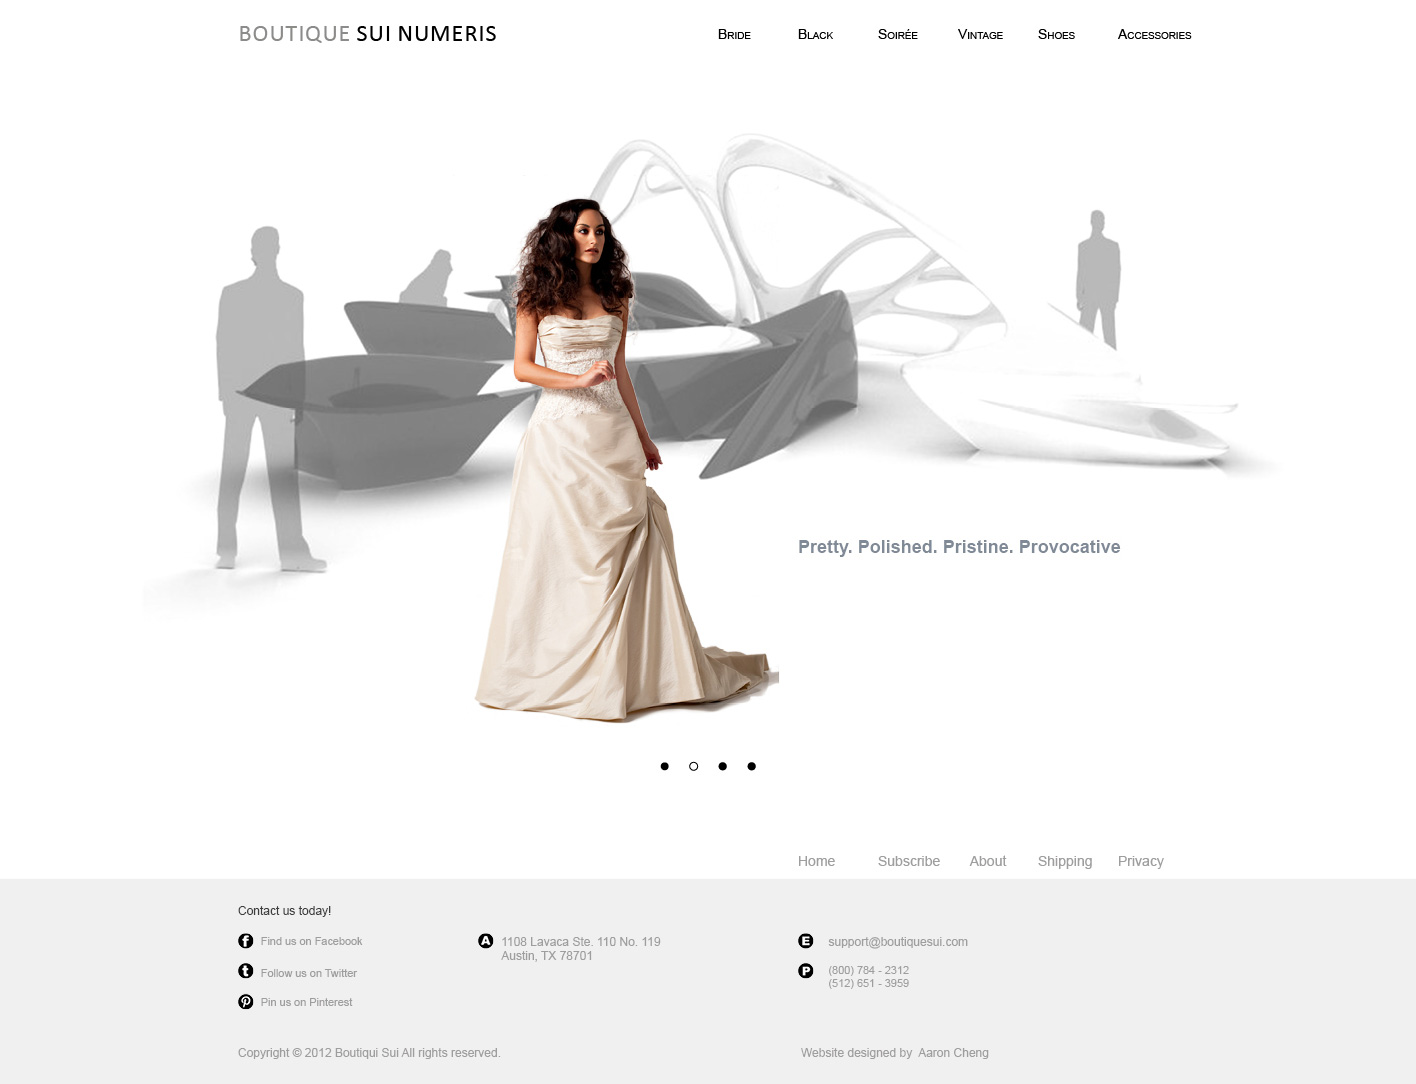 BOUTIQUE SUI NUMERIS
Bride Black Soirée Vintage Shoes Accessories
Pretty. Polished. Pristine. Provocative
Home Subscribe About Shipping Privacy
Contact us today!
f Find us on Facebook
t Follow us on Twitter
P Pin us on Pinterest
A 1108 Lavaca Ste. 110 No. 119
Austin, TX 78701
E support@boutiquesui.com
P (800) 784 - 2312
(512) 651 - 3959
Copyright © 2012 Boutiqui Sui All rights reserved.
Website designed by Aaron Cheng